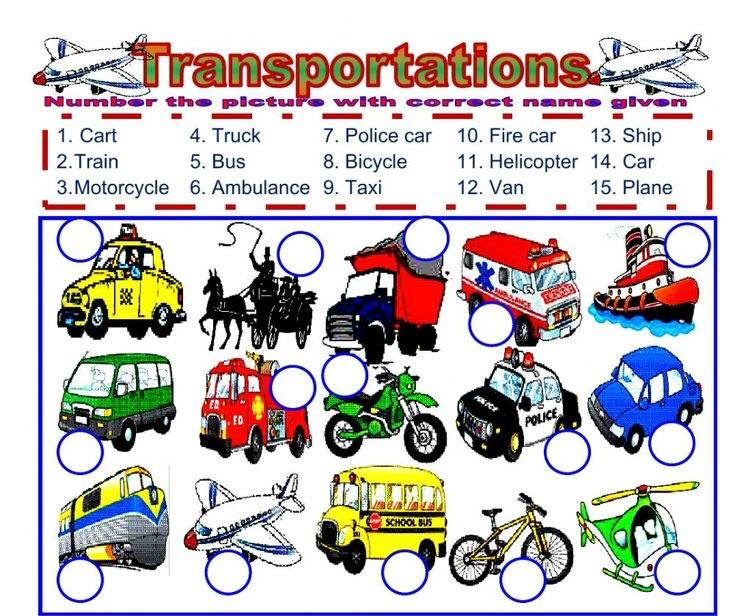 Transportations
Number the picture with correct name given
1. Cart 4. Truck 7. Police car 10. Fire car 13. Ship
2.Train 5. Bus 8. Bicycle 11. Helicopter 14. Car
3.Motorcycle 6. Ambulance 9. Taxi 12. Van 15. Plane
AMBULANCE
F.D. F.D.
POLICE
STOP SCHOOL BUS